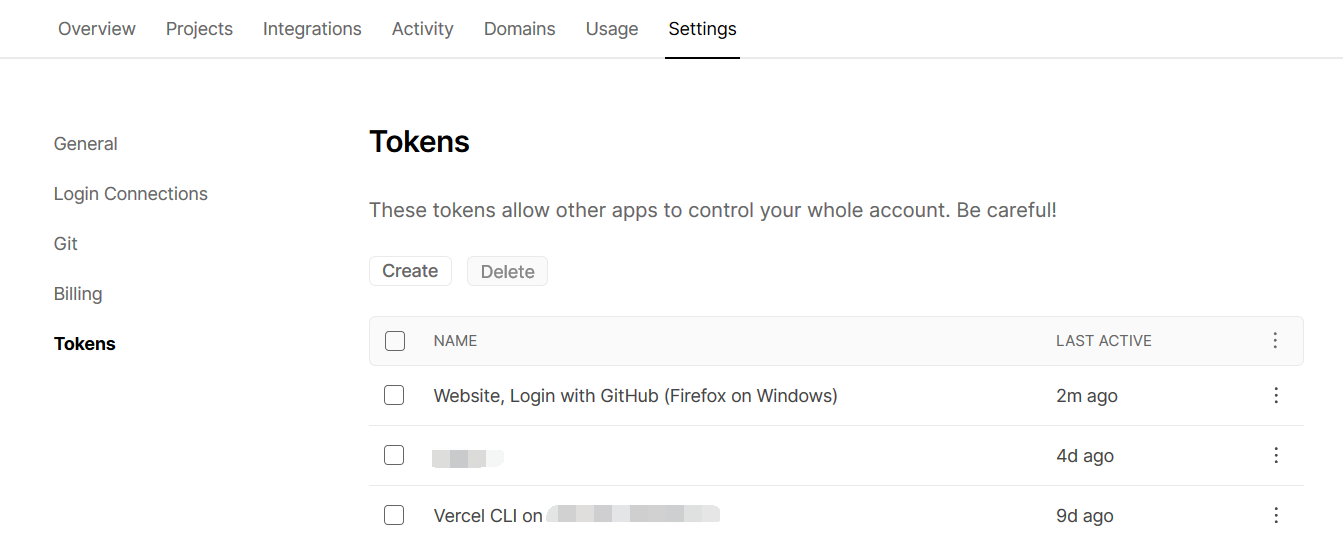 Overview Projects Integrations Activity Domains Usage Settings
General
Login Connections
Git
Billing
Tokens
Tokens
These tokens allow other apps to control your whole account. Be careful!
Create Delete
NAME LAST ACTIVE
Website, Login with GitHub (Firefox on Windows) 2m ago
4d ago
Vercel CLI on 9d ago